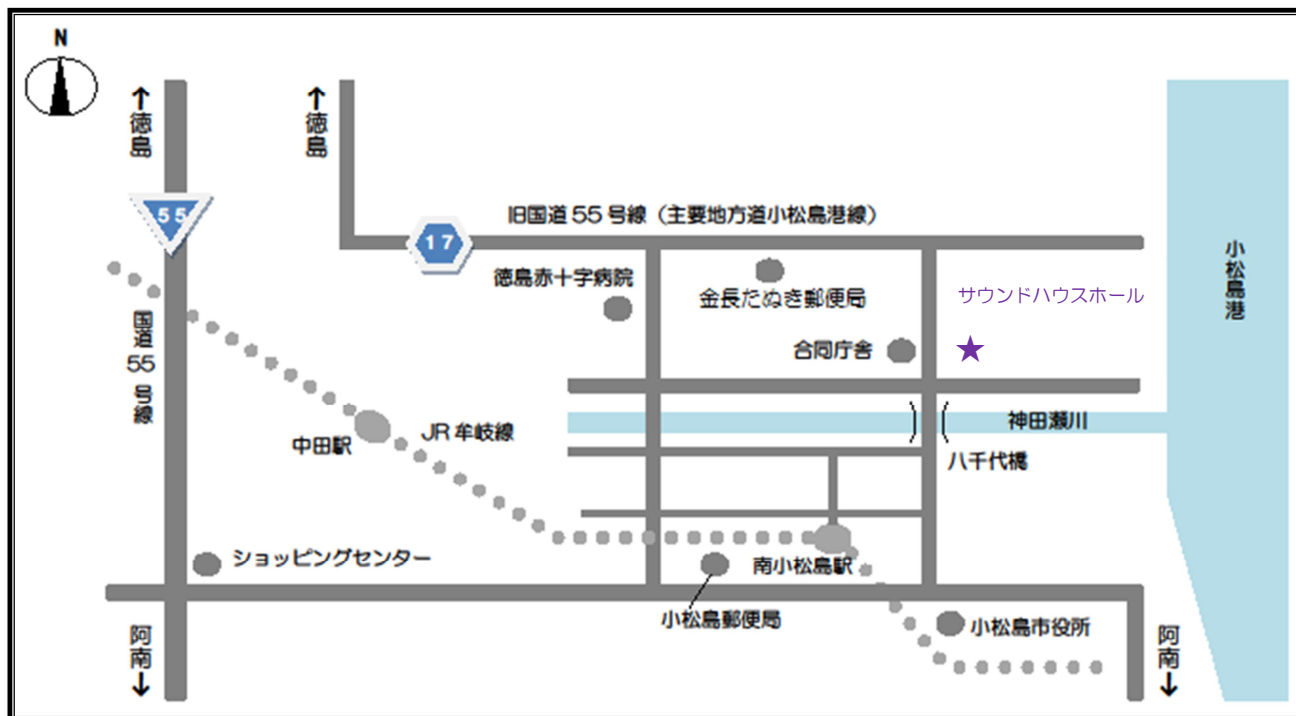 N
↑徳島
↑徳島
55
旧国道55号線（主要地方道小松島港線）
17
徳島赤十字病院
金長たぬき郵便局
サウンドハウスホール
小松島港
国道55号線
合同庁舎
★
中田駅
JR牟岐線
神田瀬川
八千代橋
ショッピングセンター
南小松島駅
小松島郵便局
小松島市役所
阿南↓
阿南↓